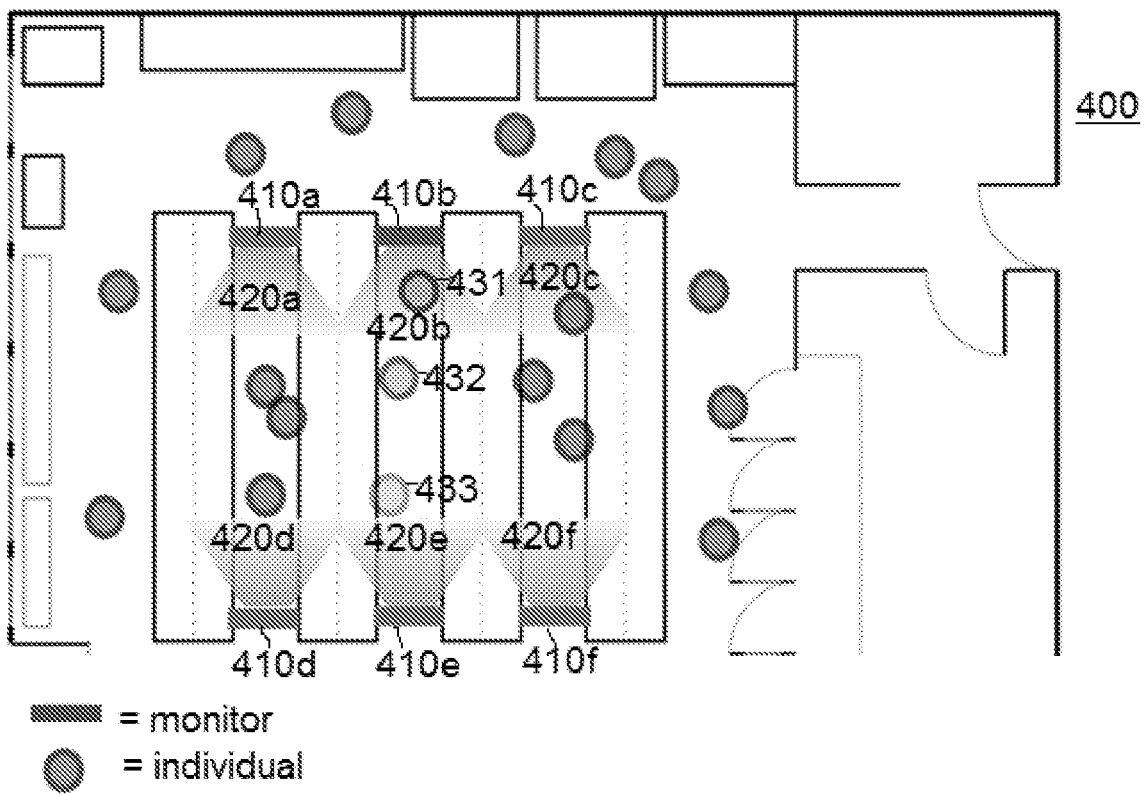 400
410a 410b 410c
431
420a 420b 420c
432
433
420d 420e 420f
410d 410e 410f
= monitor
= individual